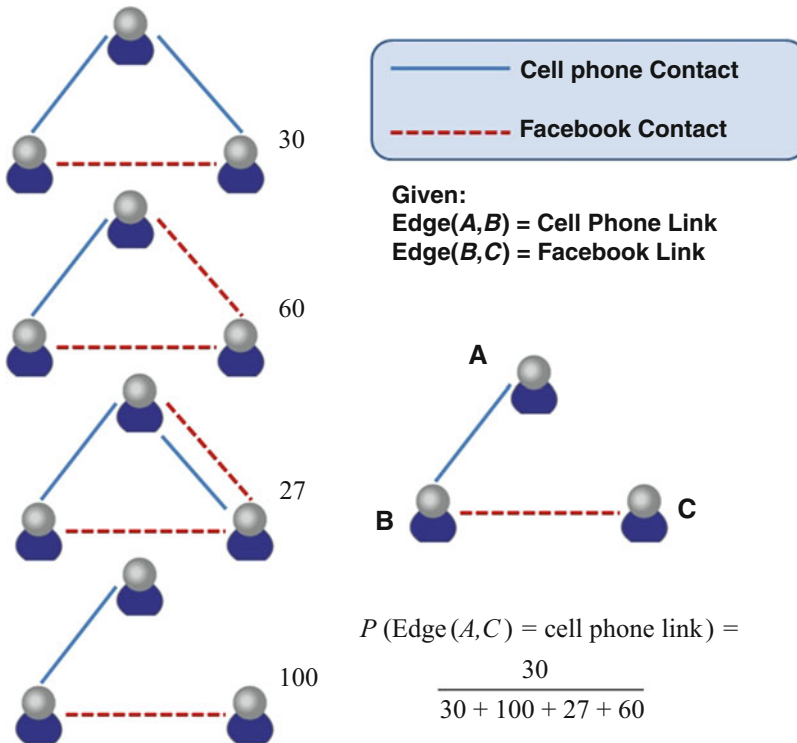 30
60
27
100
Cell phone Contact
Facebook Contact
Given:
Edge(A,B) = Cell Phone Link
Edge(B,C) = Facebook Link
A
B
C
P (Edge(A,C) = cell phone link) =
30
30 + 100 + 27 + 60